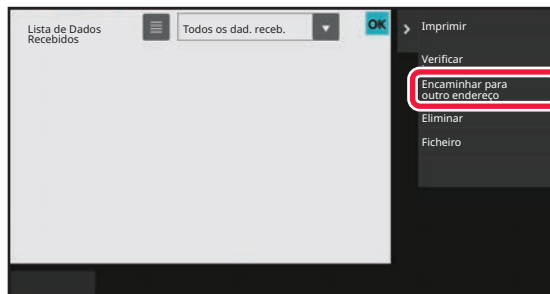 Lista de Dados
Recebidos
Todos os dad. receb.
OK
Imprimir
Verificar
Encaminhar para
outro endereço
Eliminar
Ficheiro